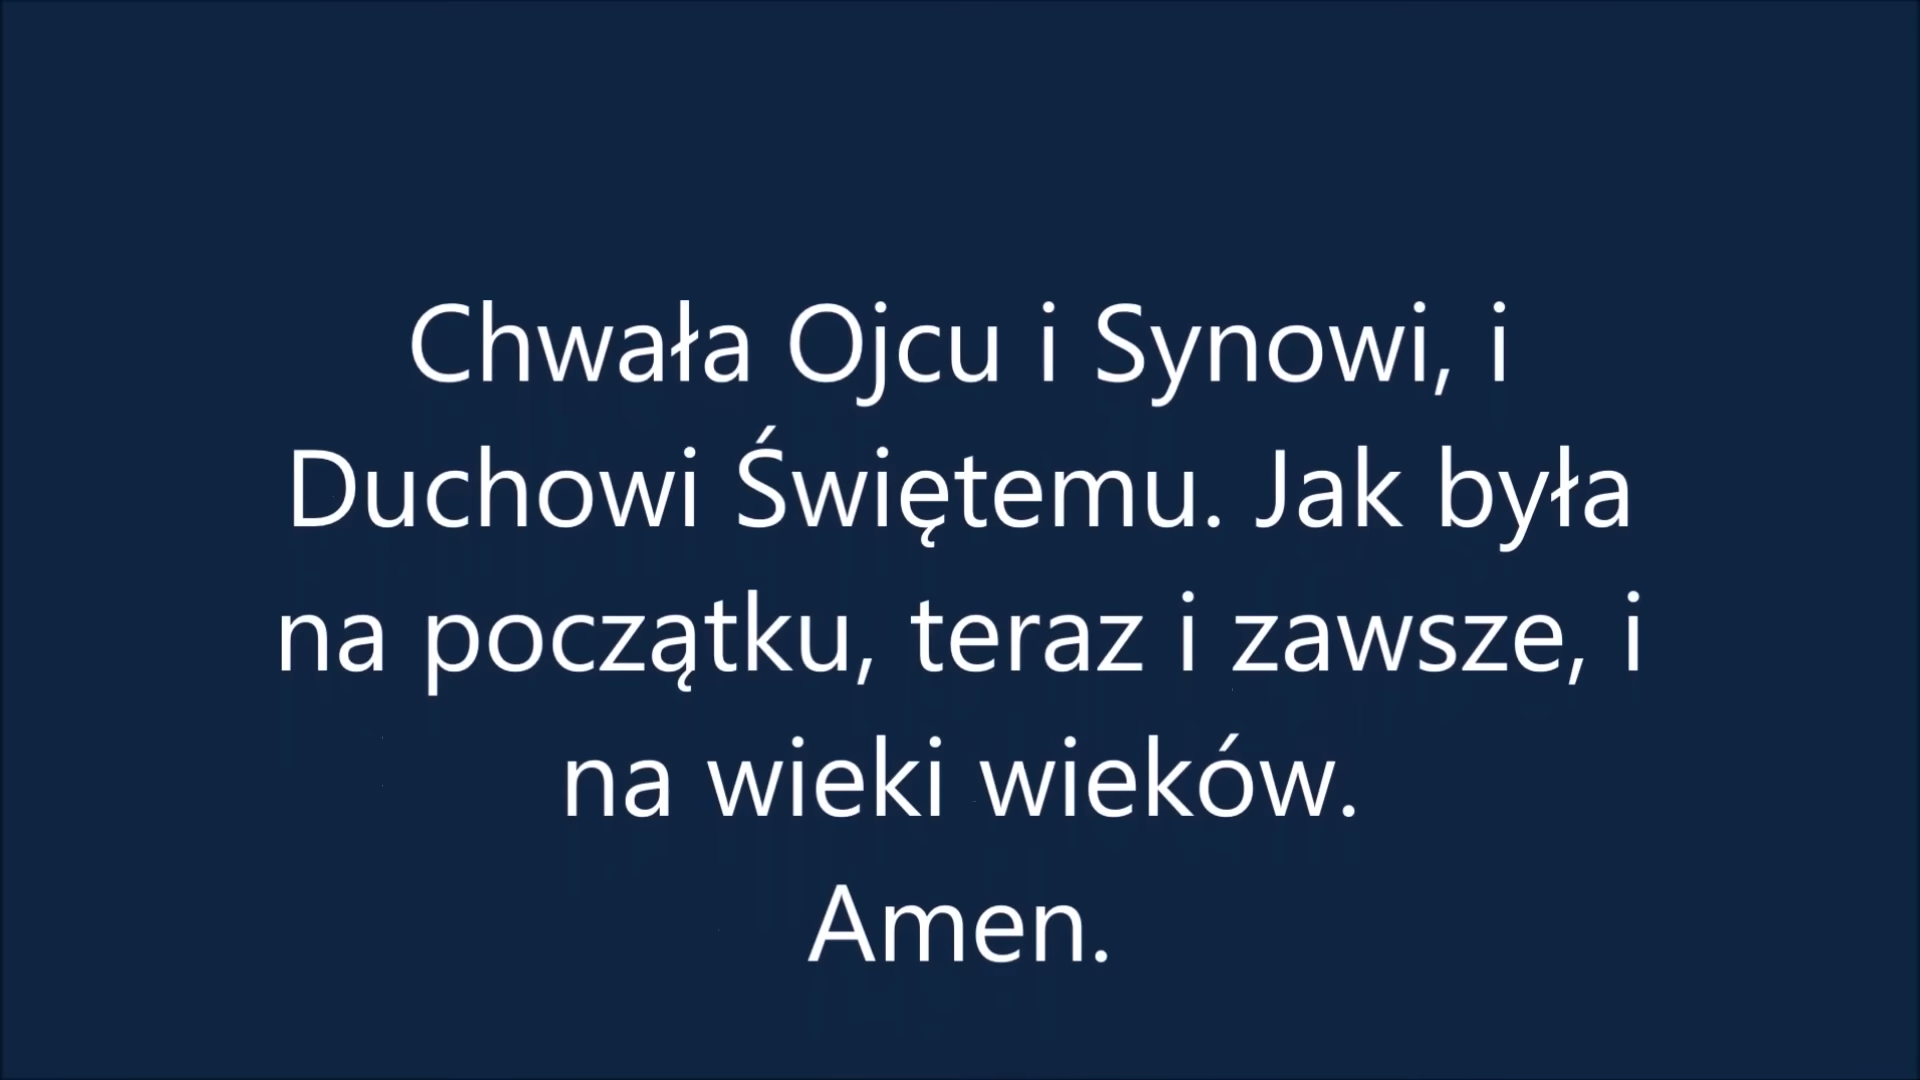 Chwała Ojcu i Synowi, i
Duchowi Świętemu. Jak była
na początku, teraz i zawsze, i
na wieki wieków.
Amen.